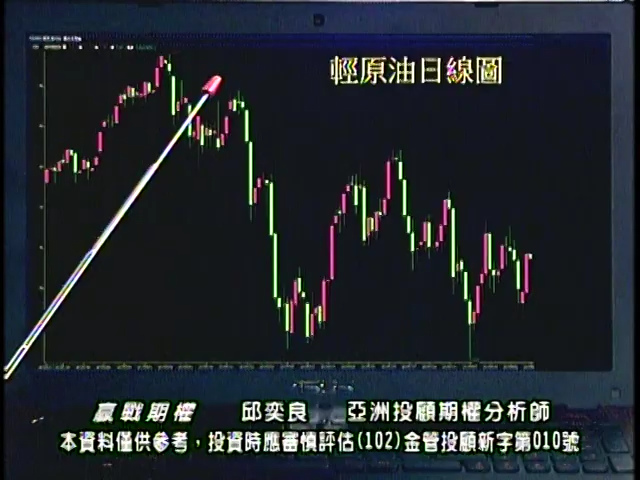 輕原油日線圖
贏戰期權 邱奕良 亞洲投顧期權分析師
本資料僅供參考，投資時應審慎評估(102)金管投顧新字第010號